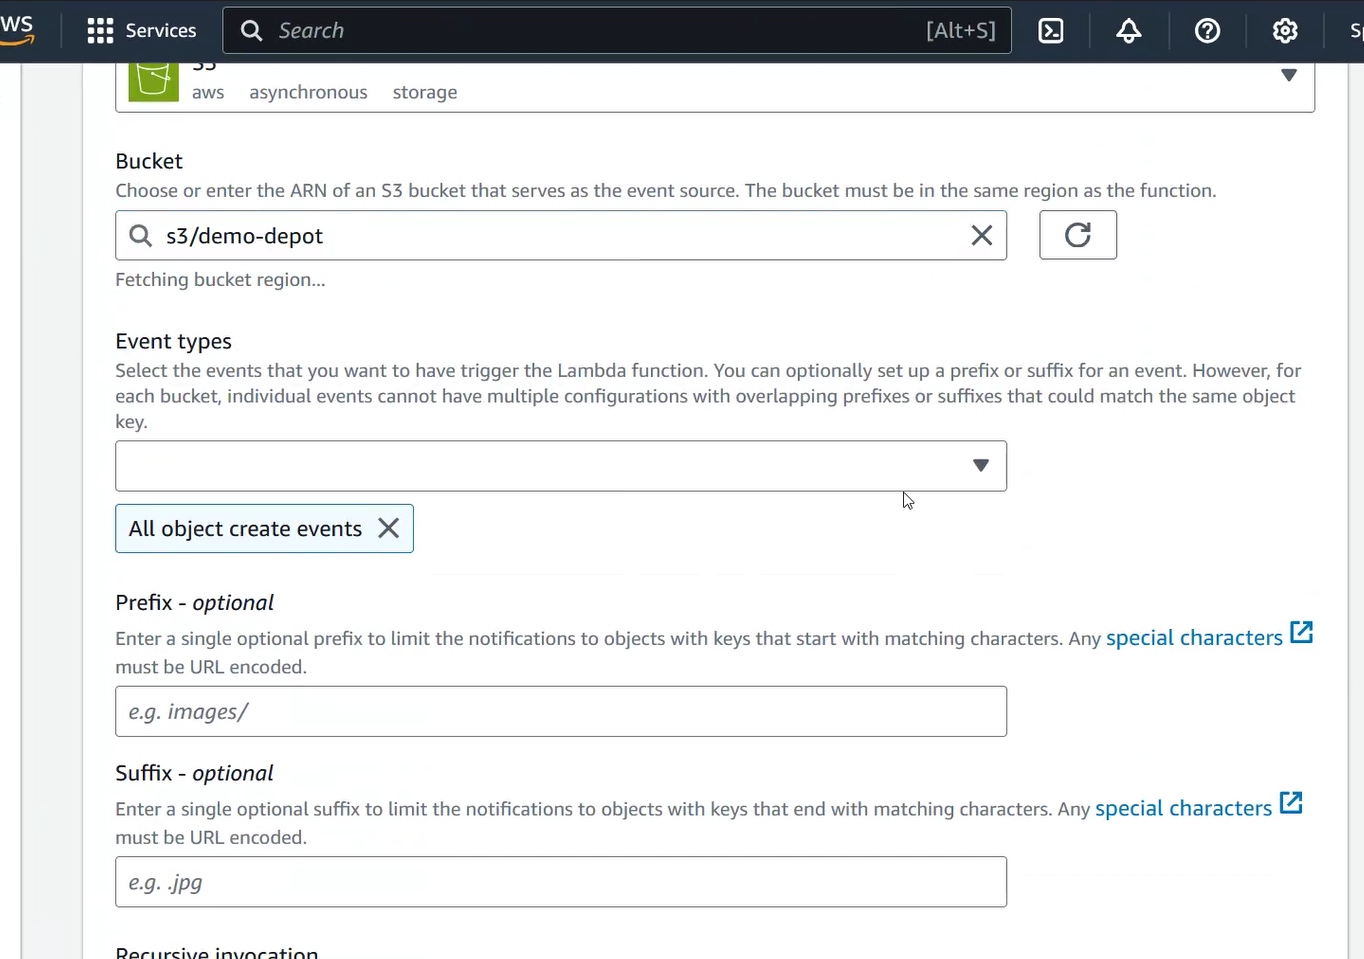 WS
Services
Search
[Alt+S]
S3
aws asynchronous storage
Bucket
Choose or enter the ARN of an S3 bucket that serves as the event source. The bucket must be in the same region as the function.
s3/demo-depot
Fetching bucket region...
Event types
Select the events that you want to have trigger the Lambda function. You can optionally set up a prefix or suffix for an event. However, for
each bucket, individual events cannot have multiple configurations with overlapping prefixes or suffixes that could match the same object
key.
All object create events
Prefix - optional
Enter a single optional prefix to limit the notifications to objects with keys that start with matching characters. Any special characters
must be URL encoded.
e.g. images/
Suffix - optional
Enter a single optional suffix to limit the notifications to objects with keys that end with matching characters. Any special characters
must be URL encoded.
e.g. .jpg
Recursive invocation